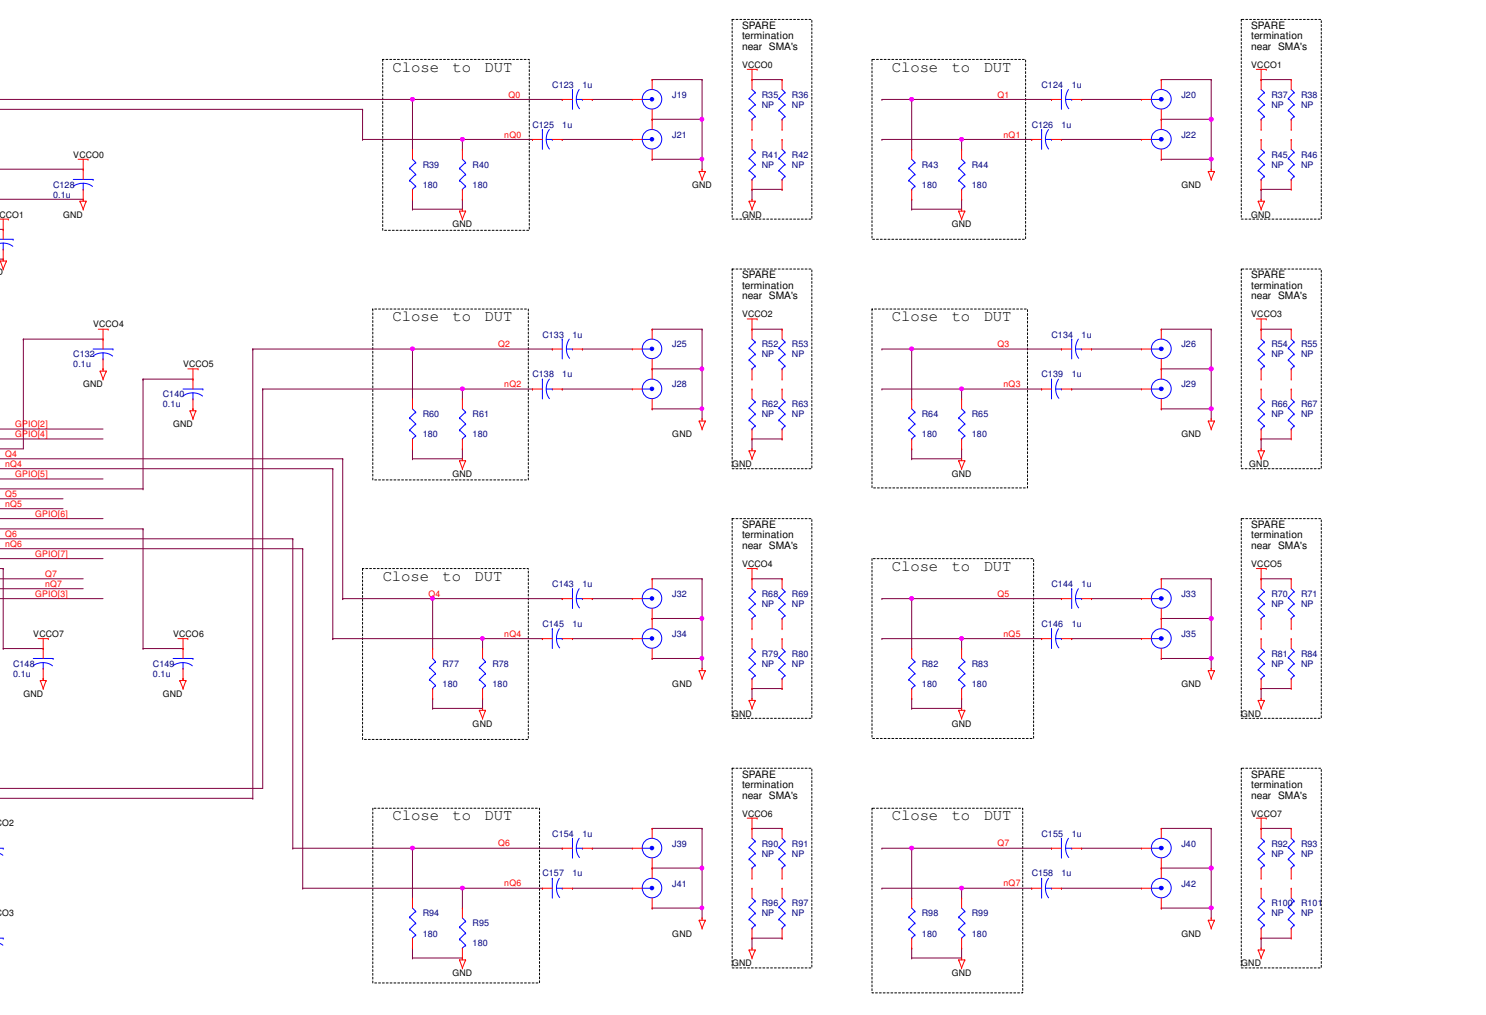 SPARE
termination
near SMA's
VCCO0
R35
NP
R36
NP
R41
NP
R42
NP
GND
SPARE
termination
near SMA's
VCCO1
R37
NP
R38
NP
R45
NP
R46
NP
GND
Close to DUT
Q0
C123 1u
J19
nQ0
C125 1u
J21
R39
180
R40
180
GND
GND
Close to DUT
Q1
C124 1u
J20
nQ1
C126 1u
J22
R43
180
R44
180
GND
GND
VCCO0
C128
0.1u
GND
CCO1
SPARE
termination
near SMA's
VCCO2
R52
NP
R53
NP
R62
NP
R63
NP
GND
SPARE
termination
near SMA's
VCCO3
R54
NP
R55
NP
R66
NP
R67
NP
GND
Close to DUT
Q2
C133 1u
J25
nQ2
C138 1u
J28
R60
180
R61
180
GND
GND
Close to DUT
Q3
C134 1u
J26
nQ3
C139 1u
J29
R64
180
R65
180
GND
GND
VCCO4
C132
0.1u
GND
VCCO5
C140
0.1u
GND
GPIO[2]
GPIO[4]
Q4
nQ4
GPIO[5]
Q5
nQ5
GPIO[6]
Q6
nQ6
GPIO[7]
Q7
nQ7
GPIO[3]
VCCO7
C148
0.1u
GND
VCCO6
C149
0.1u
GND
SPARE
termination
near SMA's
VCCO4
R68
NP
R69
NP
R79
NP
R80
NP
GND
SPARE
termination
near SMA's
VCCO5
R70
NP
R71
NP
R81
NP
R84
NP
GND
Close to DUT
Q4
C143 1u
J32
nQ4
C145 1u
J34
R77
180
R78
180
GND
GND
Close to DUT
Q5
C144 1u
J33
nQ5
C146 1u
J35
R82
180
R83
180
GND
GND
SPARE
termination
near SMA's
VCCO6
R90
NP
R91
NP
R96
NP
R97
NP
GND
SPARE
termination
near SMA's
VCCO7
R92
NP
R93
NP
R100
NP
R101
NP
GND
Close to DUT
Q6
C154 1u
J39
nQ6
C157 1u
J41
R94
180
R95
180
GND
GND
Close to DUT
Q7
C155 1u
J40
nQ7
C158 1u
J42
R98
180
R99
180
GND
GND
CO2
CO3